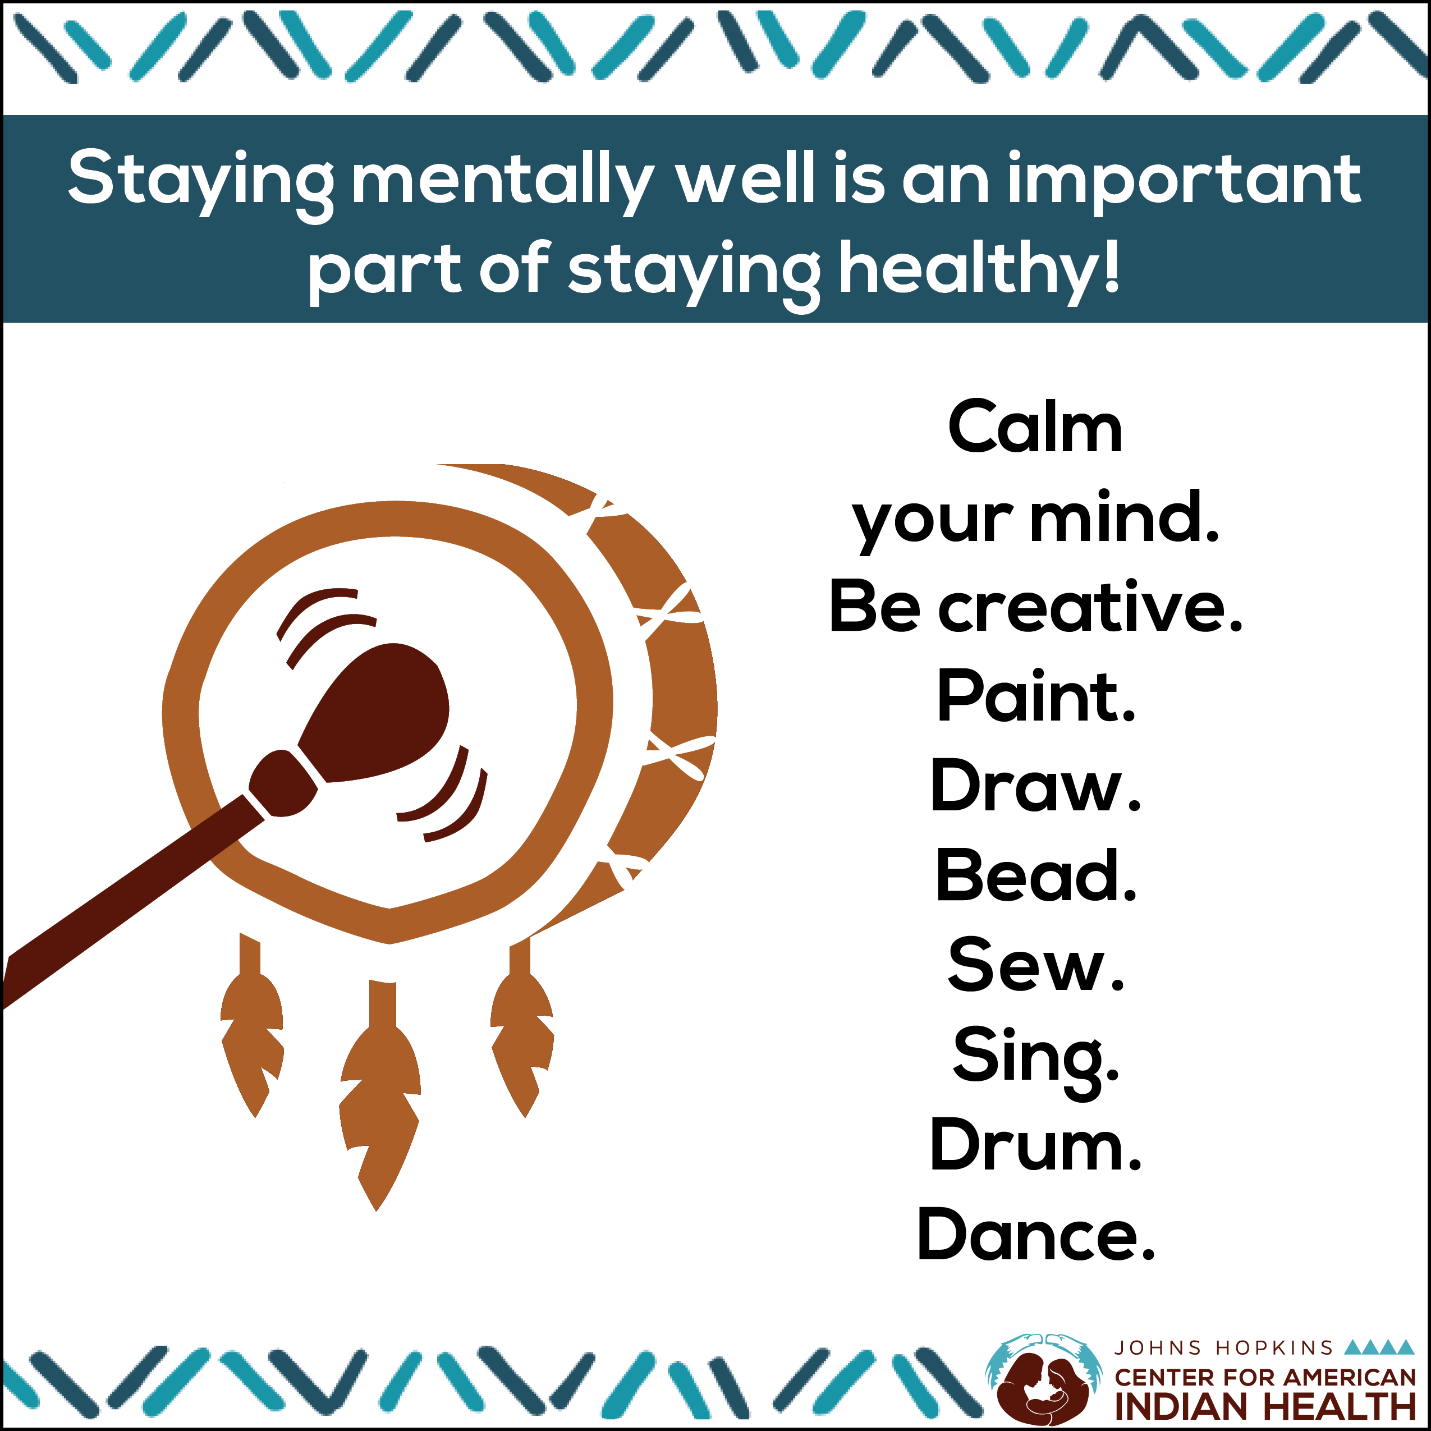 Staying mentally well is an important
part of staying healthy!
Calm
your mind.
Be creative.
Paint.
Draw.
Bead.
Sew.
Sing.
Drum.
Dance.
JOHNS HOPKINS
CENTER FOR AMERICAN
INDIAN HEALTH